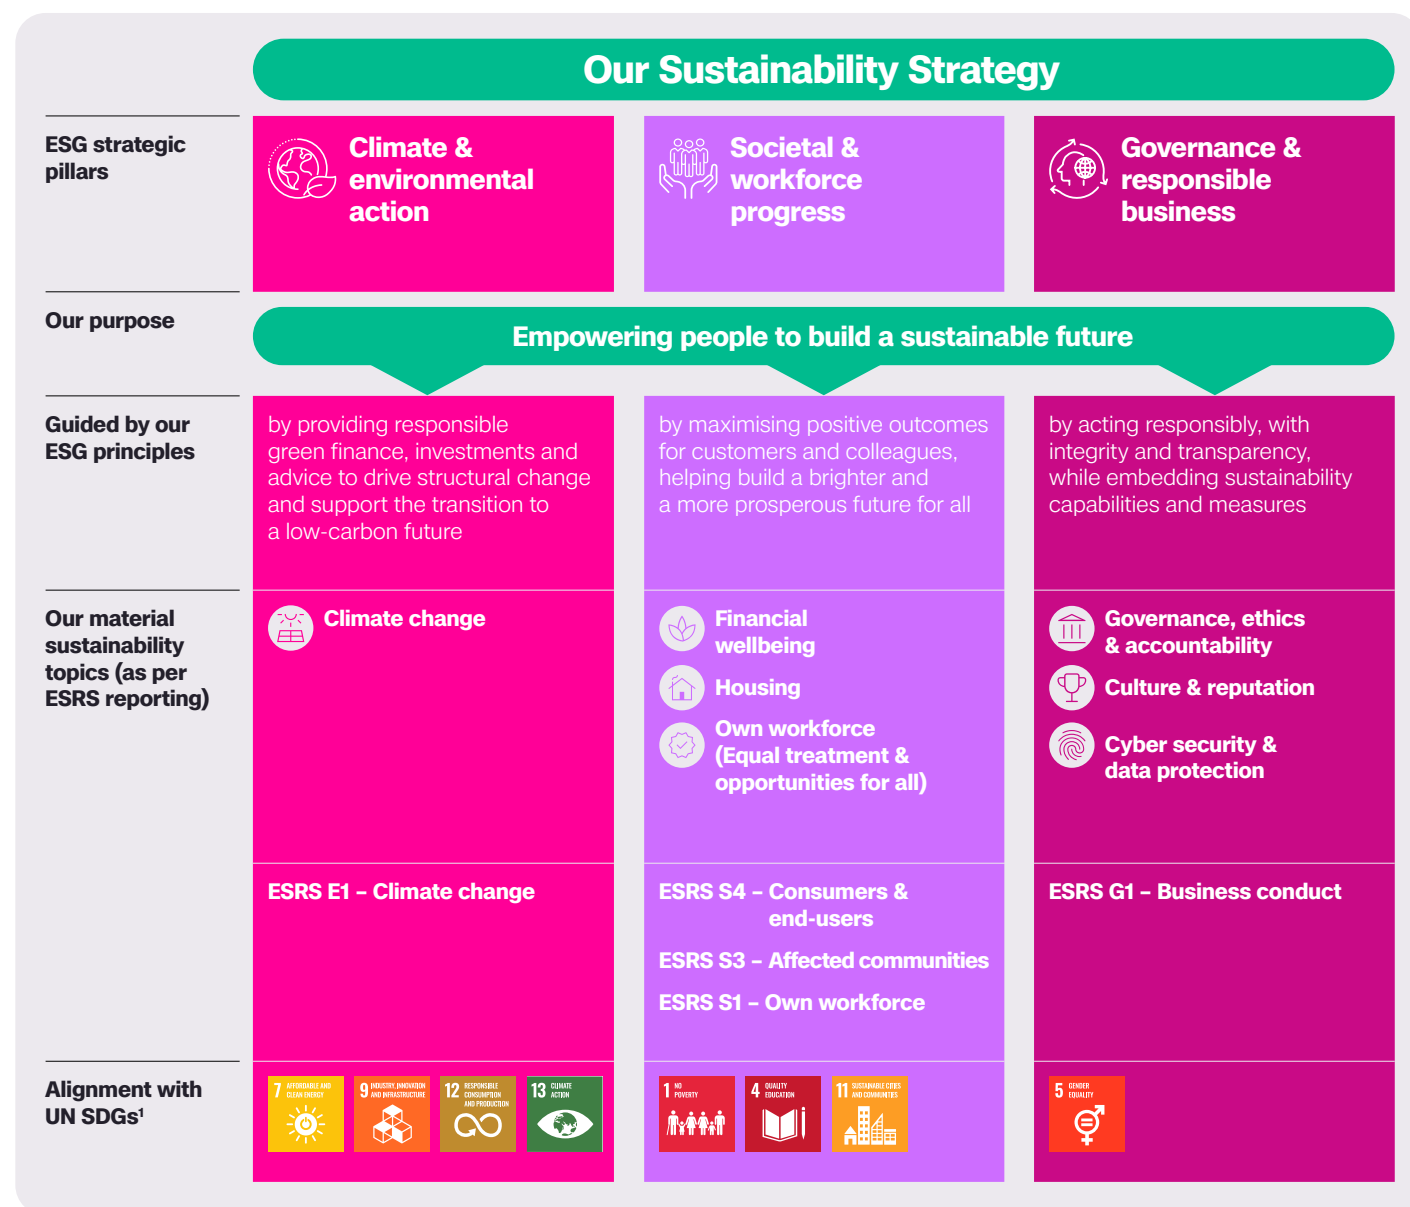 Our Sustainability Strategy
ESG strategic
pillars
Climate &
environmental
action
Societal &
workforce
progress
Governance &
responsible
business
Our purpose
Empowering people to build a sustainable future
Guided by our
ESG principles
by providing responsible
green finance, investments and
advice to drive structural change
and support the transition to
a low-carbon future
by maximising positive outcomes
for customers and colleagues,
helping build a brighter and
a more prosperous future for all
by acting responsibly, with
integrity and transparency,
while embedding sustainability
capabilities and measures
Our material
sustainability
topics (as per
ESRS reporting)
Climate change
Financial
wellbeing
Housing
Own workforce
(Equal treatment &
opportunities for all)
Governance, ethics
& accountability
Culture & reputation
Cyber security &
data protection
ESRS E1 – Climate change
ESRS S4 – Consumers &
end-users
ESRS S3 – Affected communities
ESRS S1 – Own workforce
ESRS G1 – Business conduct
Alignment with
UN SDGs¹
7 AFFORDABLE AND
CLEAN ENERGY
9 INDUSTRY, INNOVATION
AND INFRASTRUCTURE
12 RESPONSIBLE
CONSUMPTION
AND PRODUCTION
13 CLIMATE
ACTION
1 NO
POVERTY
4 QUALITY
EDUCATION
11 SUSTAINABLE CITIES
AND COMMUNITIES
5 GENDER
EQUALITY